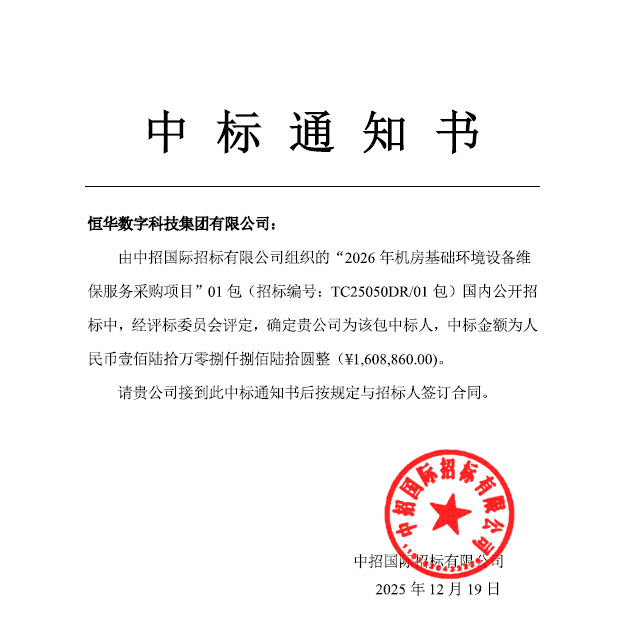 中标通知书
恒华数字科技集团有限公司：
由中招国际招标有限公司组织的“2026 年机房基础环境设备维
保服务采购项目”01 包（招标编号：TC25050DR/01 包）国内公开招
标中，经评标委员会评定，确定贵公司为该包中标人，中标金额为人
民币壹佰陆拾万零捌仟捌佰陆拾圆整（¥1,608,860.00)。
请贵公司接到此中标通知书后按规定与招标人签订合同。
中招国际招标有限公司
中招国际招标有限公司
2025 年 12 月 19 日